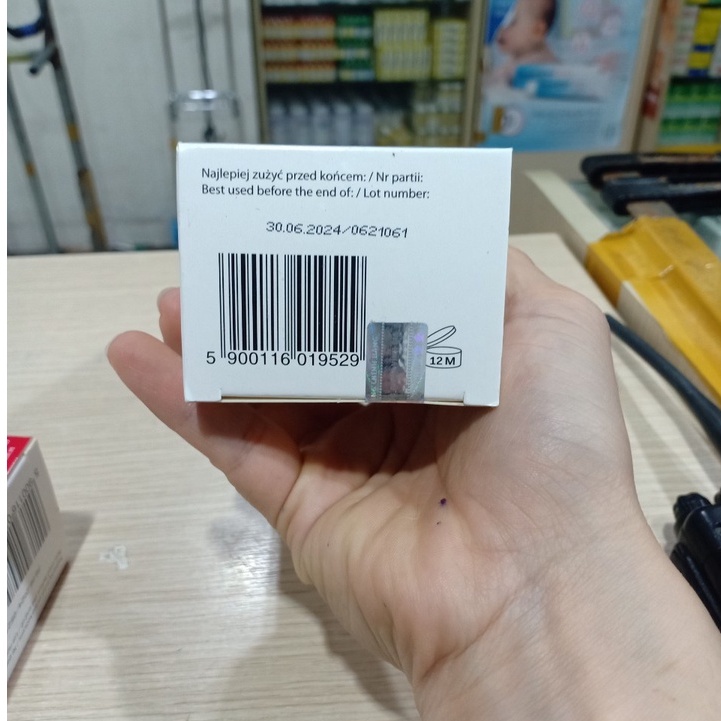 Najlepiej zużyć przed końcem: / Nr partii:
Best used before the end of: / Lot number:
30.06.2024/0621061
5 900116 019529
12 M